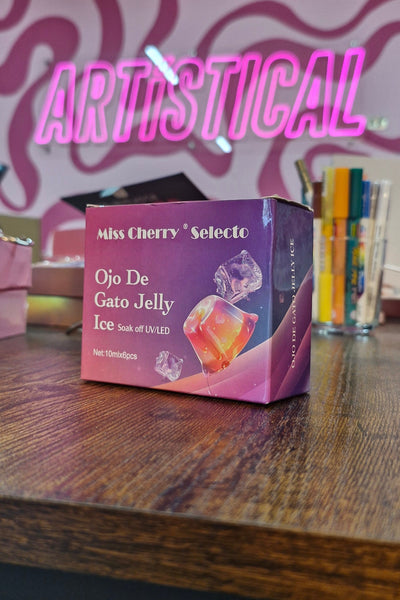 ARTISTICAL
Miss Cherry® Selecto
Ojo De
Gato Jelly
Ice Soak off UV/LED
Net:10mlx6pcs
OJO DE GATO JELLY ICE